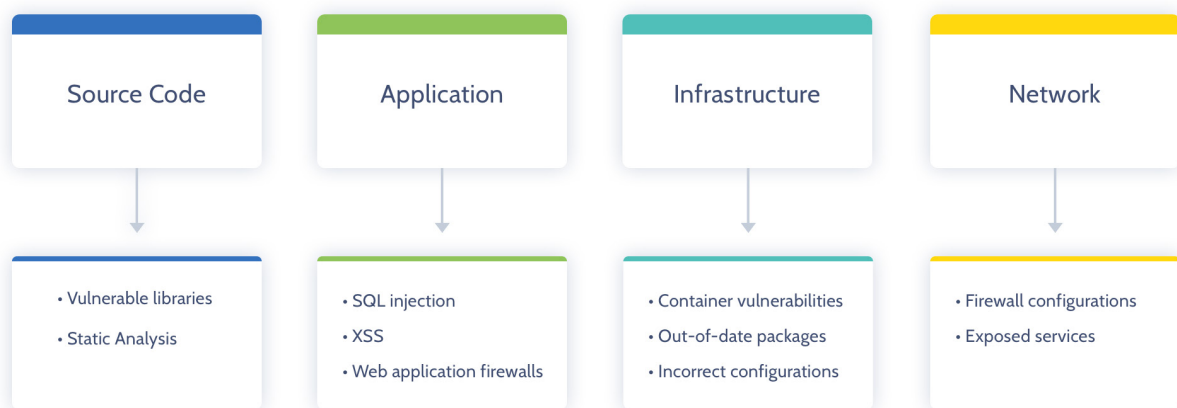 Source Code
Application
Infrastructure
Network
• Vulnerable libraries
• Static Analysis
• SQL injection
• XSS
• Web application firewalls
• Container vulnerabilities
• Out-of-date packages
• Incorrect configurations
• Firewall configurations
• Exposed services